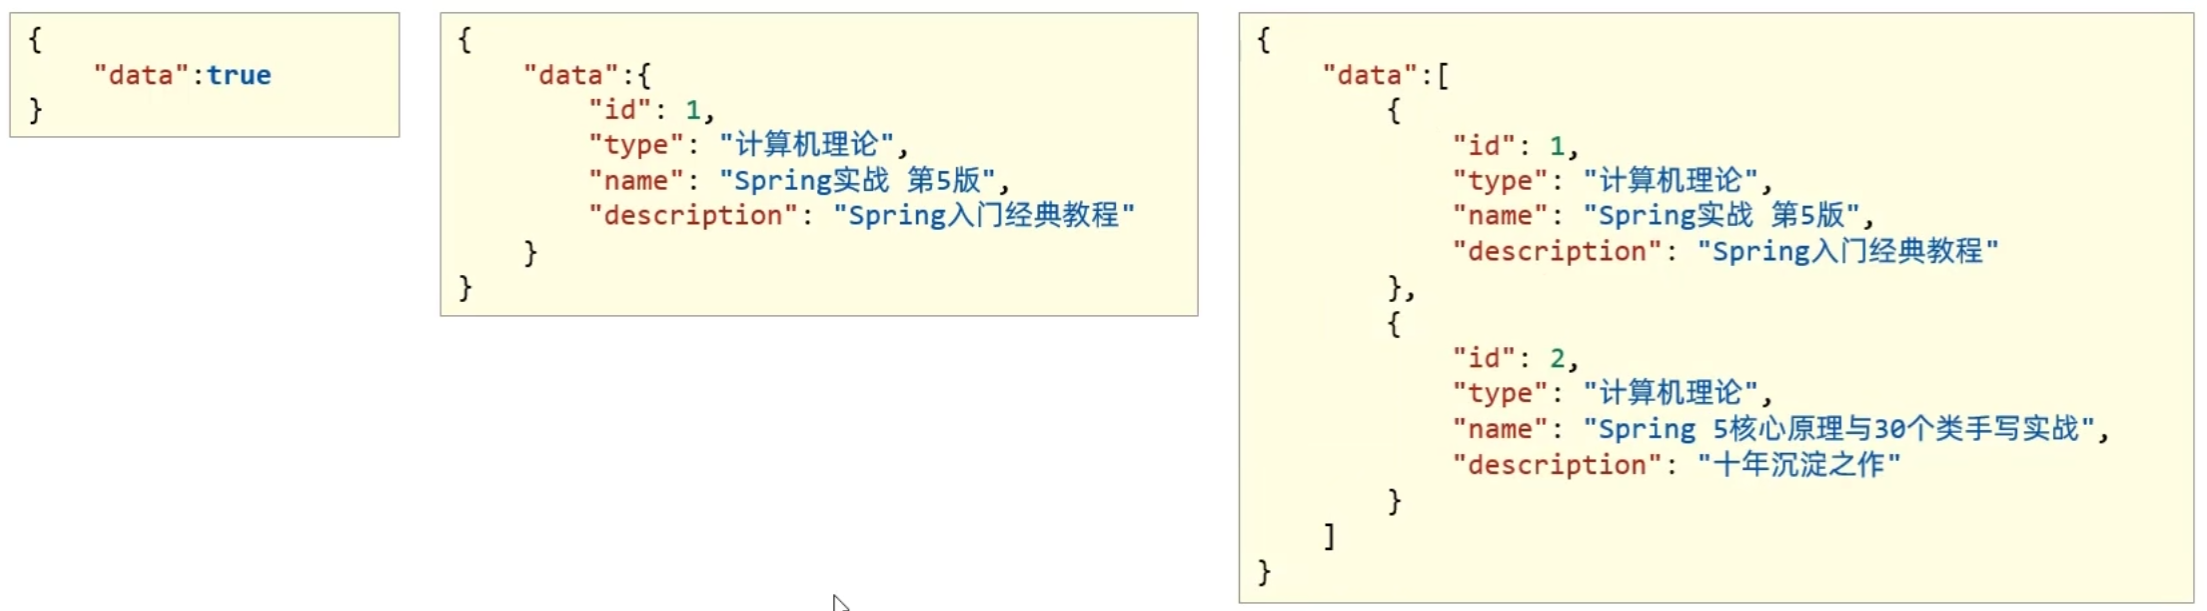 {
"data":true
}
{
"data":{
"id": 1,
"type": "计算机理论",
"name": "Spring实战 第5版",
"description": "Spring入门经典教程"
}
}
{
"data":[
{
"id": 1,
"type": "计算机理论",
"name": "Spring实战 第5版",
"description": "Spring入门经典教程"
},
{
"id": 2,
"type": "计算机理论",
"name": "Spring 5核心原理与30个类手写实战",
"description": "十年沉淀之作"
}
]
}